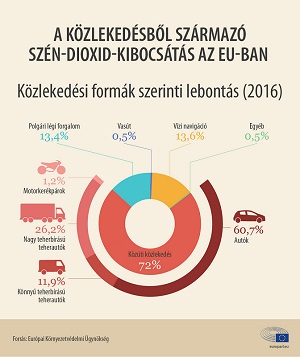 A KÖZLEKEDÉSBŐL SZÁRMAZÓ
SZÉN-DIOXID-KIBOCSÁTÁS AZ EU-BAN
Közlekedési formák szerinti lebontás (2016)
Polgári légi forgalom
13,4%
Vasút
0,5%
Vízi navigáció
13,6%
Egyéb
0,5%
1,2%
Motorkerékpárok
26,2%
Nagy teherbírású
teherautók
11,9%
Könnyű teherbírású
teherautók
Közúti közlekedés
72%
60,7%
Autók
Forrás: Európai Környezetvédelmi Ügynökség